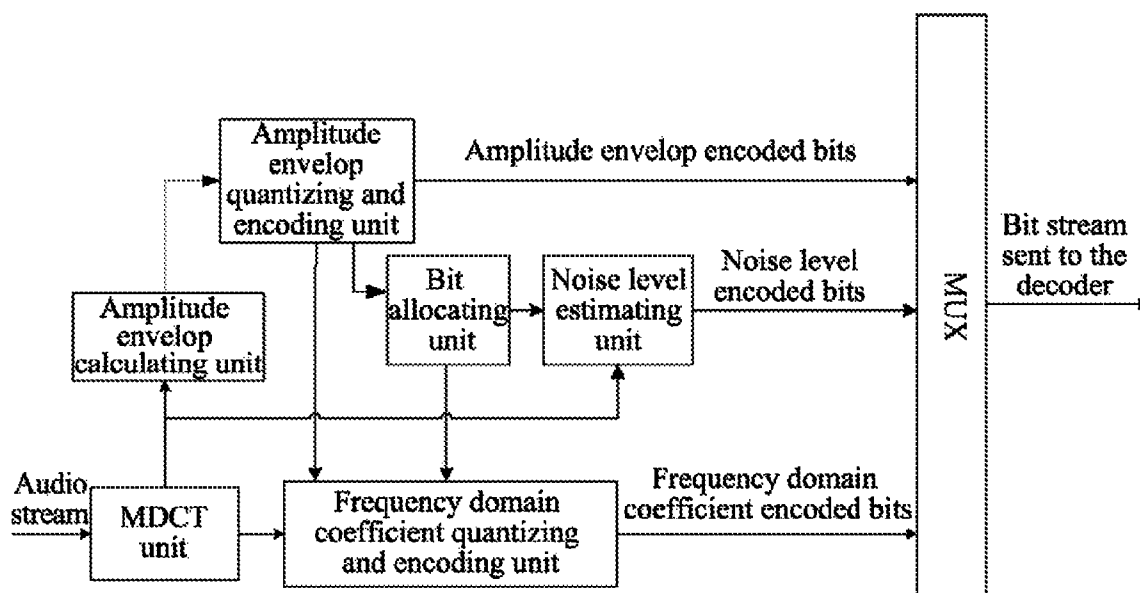 Amplitude
envelop
quantizing and
encoding unit
Amplitude envelop encoded bits
Bit
allocating
unit
Noise level
estimating
unit
Noise level
encoded bits
MUX
Bit stream
sent to the
decoder
Amplitude
envelop
calculating unit
Audio
stream
MDCT
unit
Frequency domain
coefficient quantizing
and encoding unit
Frequency domain
coefficient encoded bits